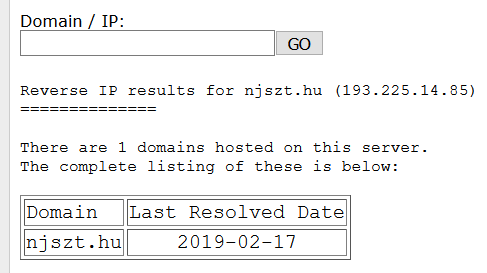 Domain / IP:
GO
Reverse IP results for njszt.hu (193.225.14.85)
==============
There are 1 domains hosted on this server.
The complete listing of these is below:
Domain Last Resolved Date
njszt.hu 2019-02-17